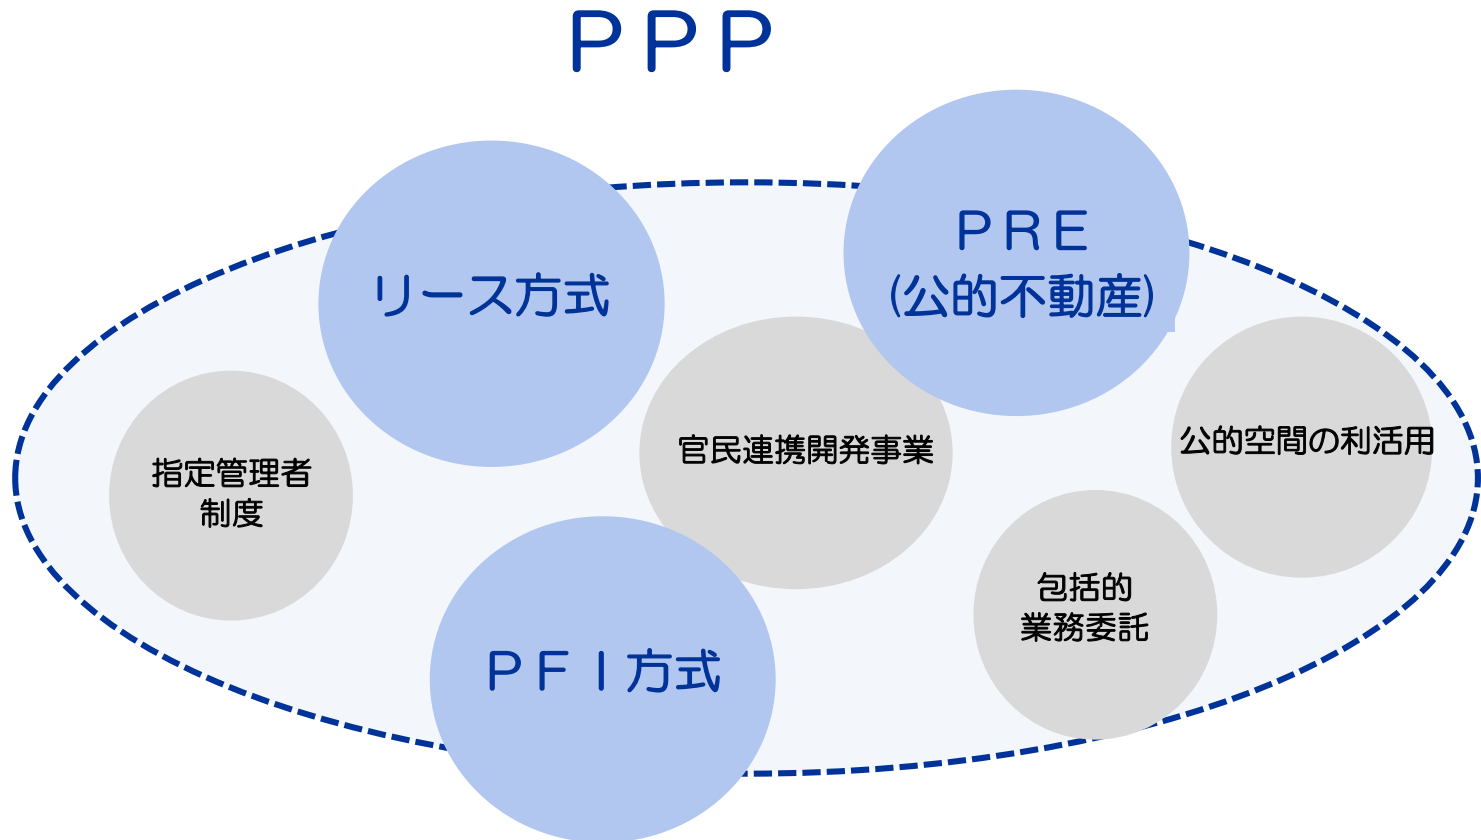 ＰＰＰ
リース方式
ＰＲＥ
(公的不動産)
官民連携開発事業
公的空間の利活用
指定管理者
制度
包括的
業務委託
ＰＦＩ方式